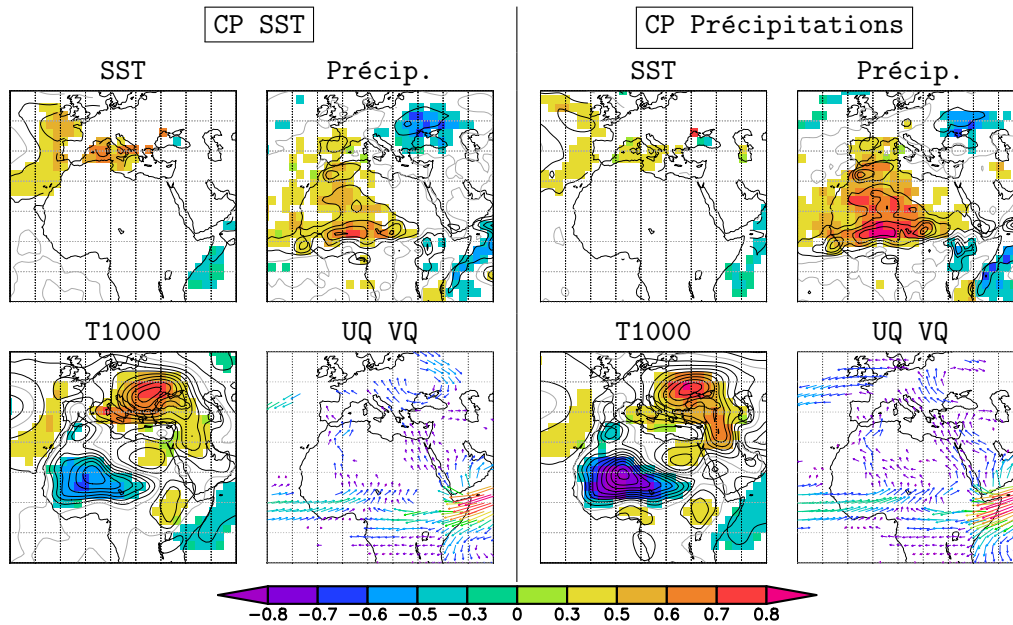 CP SST
CP Précipitations
SST Précip. SST Précip.
T1000 UQ VQ T1000 UQ VQ
−0.8 −0.7 −0.6 −0.5 −0.3 0 0.3 0.5 0.6 0.7 0.8